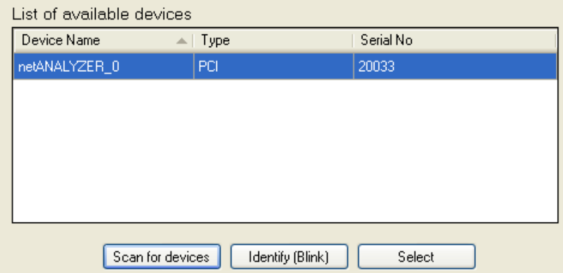 List of available devices
Device Name Type Serial No
netANALYZER_0 PCI 20033
Scan for devices Identify (Blink) Select